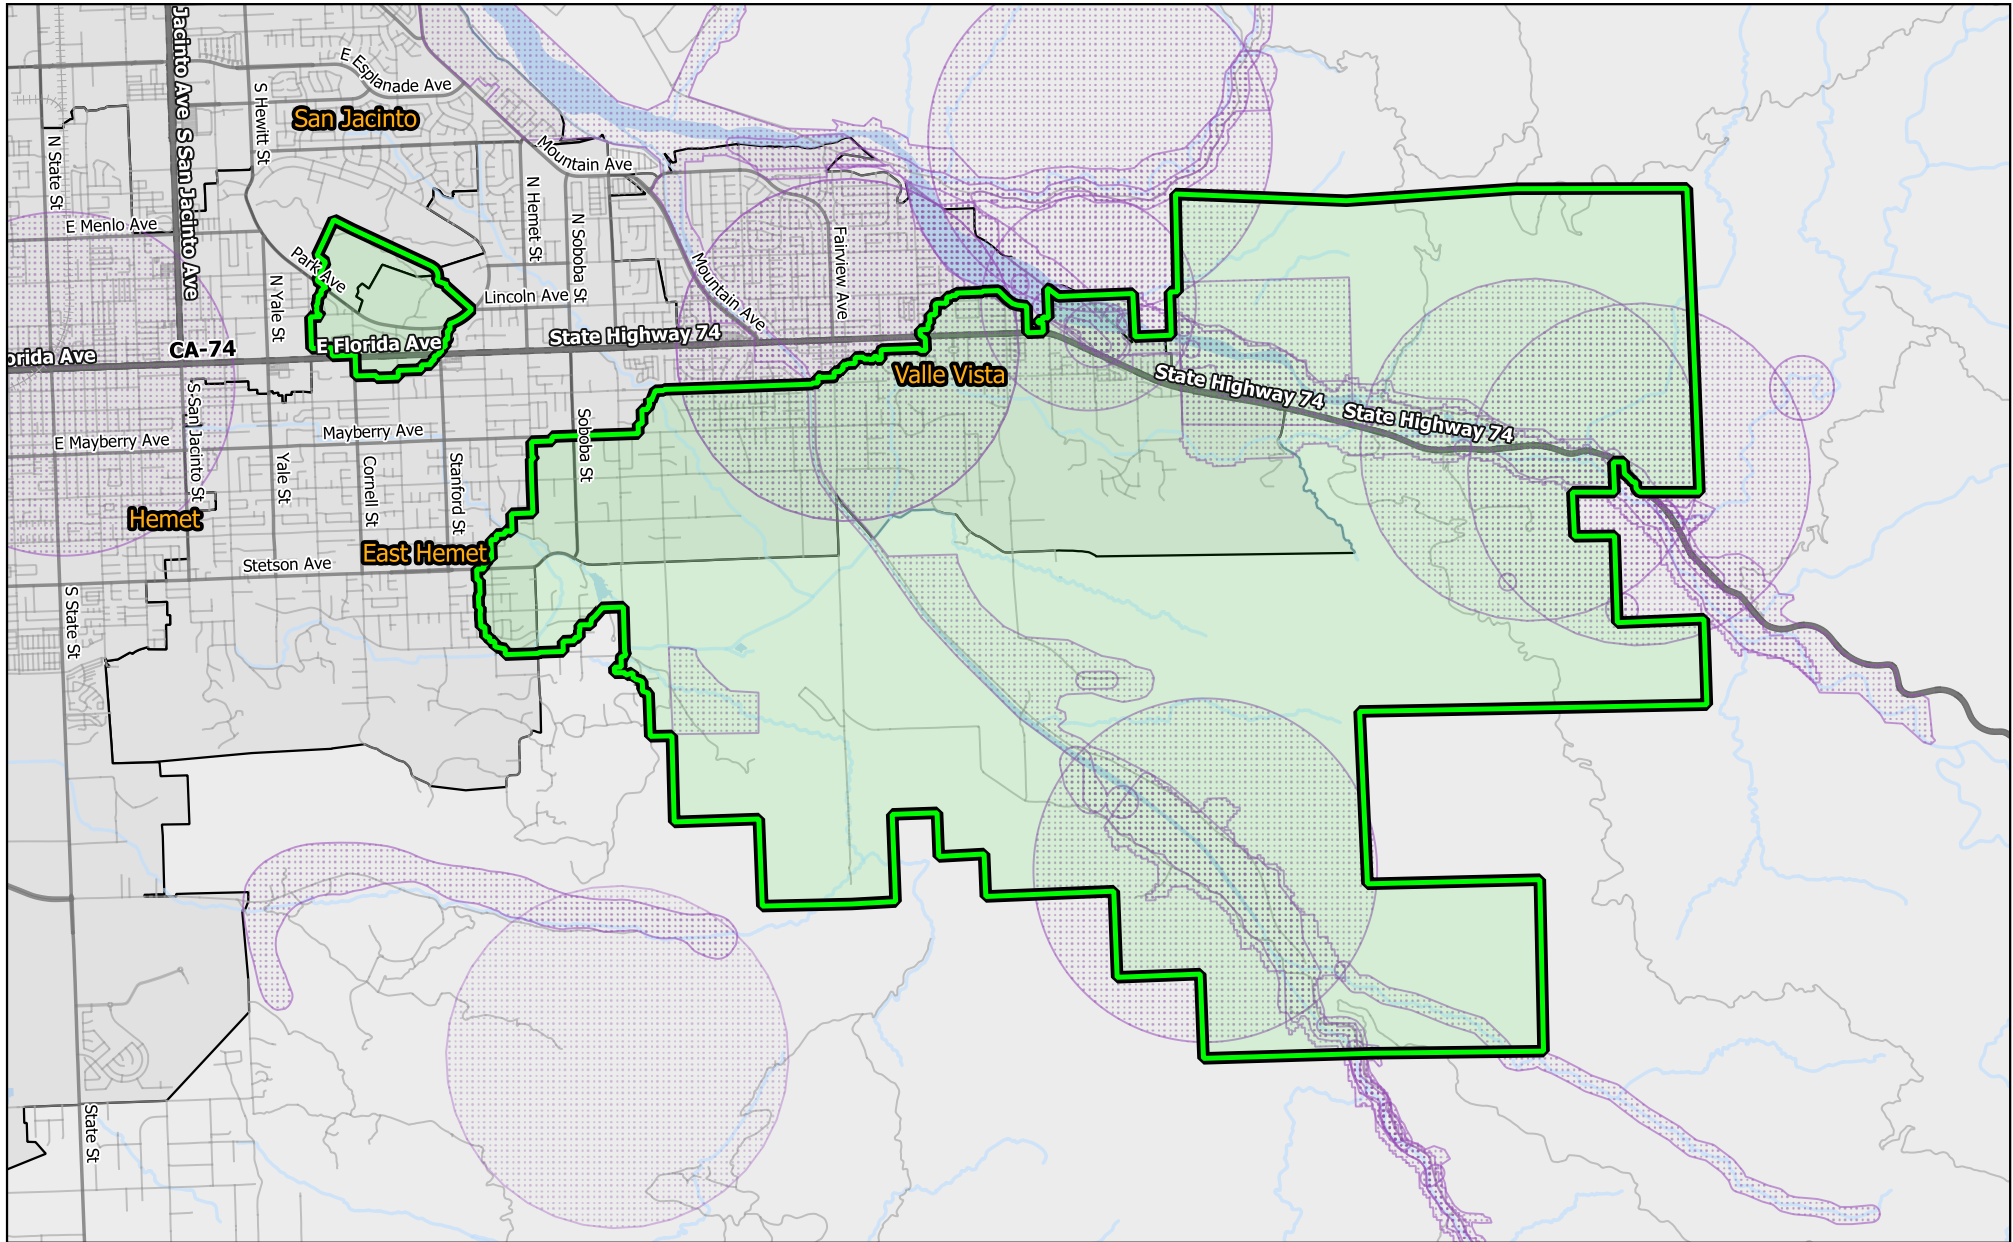 Jacinto Ave
S San Jacinto Ave
S Hewitt St
E Esplanade Ave
San Jacinto
N State St
Mountain Ave
N Hemet St
N Soboba St
E Menlo Ave
Park Ave
Fairview Ave
Mountain Ave
N Yale St
Lincoln Ave
State Highway 74
E Florida Ave
CA-74
orida Ave
Valle Vista
State Highway 74
State Highway 74
S San Jacinto St
Soboba St
E Mayberry Ave
Mayberry Ave
Yale St
Cornell St
Stanford St
Hemet
East Hemet
Stetson Ave
S State St
State St